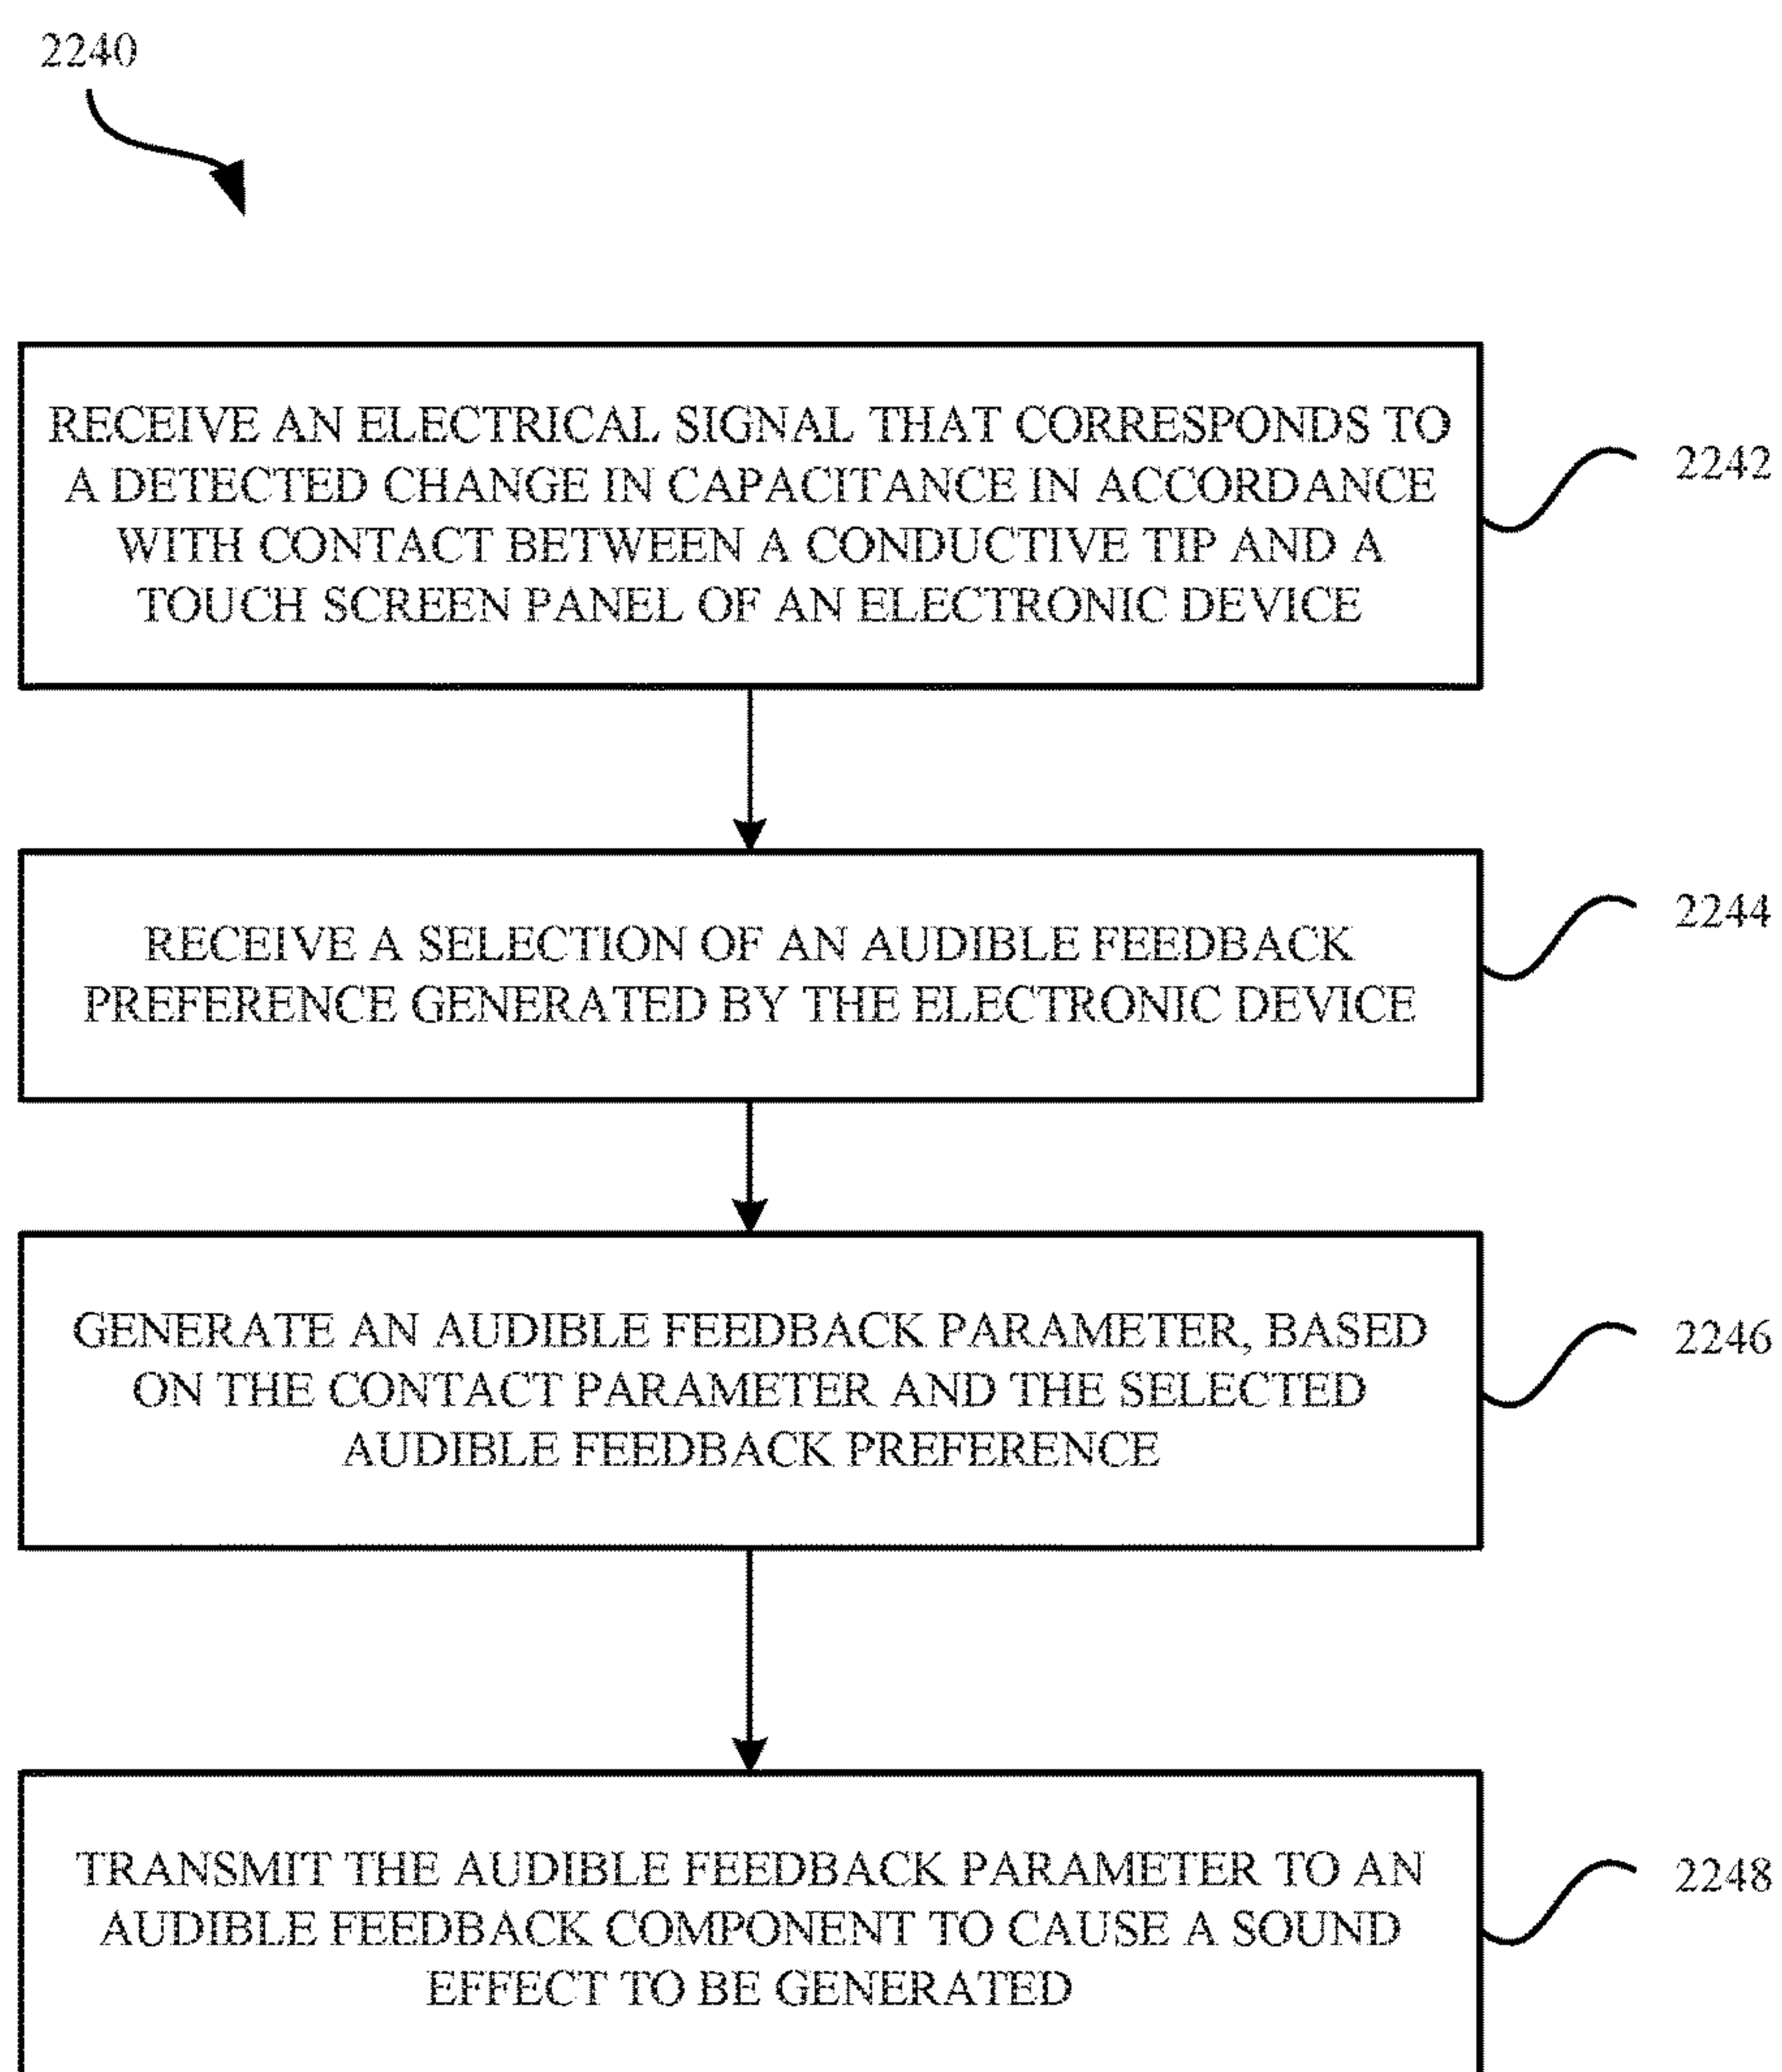 2240
RECEIVE AN ELECTRICAL SIGNAL THAT CORRESPONDS TO
A DETECTED CHANGE IN CAPACITANCE IN ACCORDANCE
WITH CONTACT BETWEEN A CONDUCTIVE TIP AND A
TOUCH SCREEN PANEL OF AN ELECTRONIC DEVICE
2242
RECEIVE A SELECTION OF AN AUDIBLE FEEDBACK
PREFERENCE GENERATED BY THE ELECTRONIC DEVICE
2244
GENERATE AN AUDIBLE FEEDBACK PARAMETER, BASED
ON THE CONTACT PARAMETER AND THE SELECTED
AUDIBLE FEEDBACK PREFERENCE
2246
TRANSMIT THE AUDIBLE FEEDBACK PARAMETER TO AN
AUDIBLE FEEDBACK COMPONENT TO CAUSE A SOUND
EFFECT TO BE GENERATED
2248